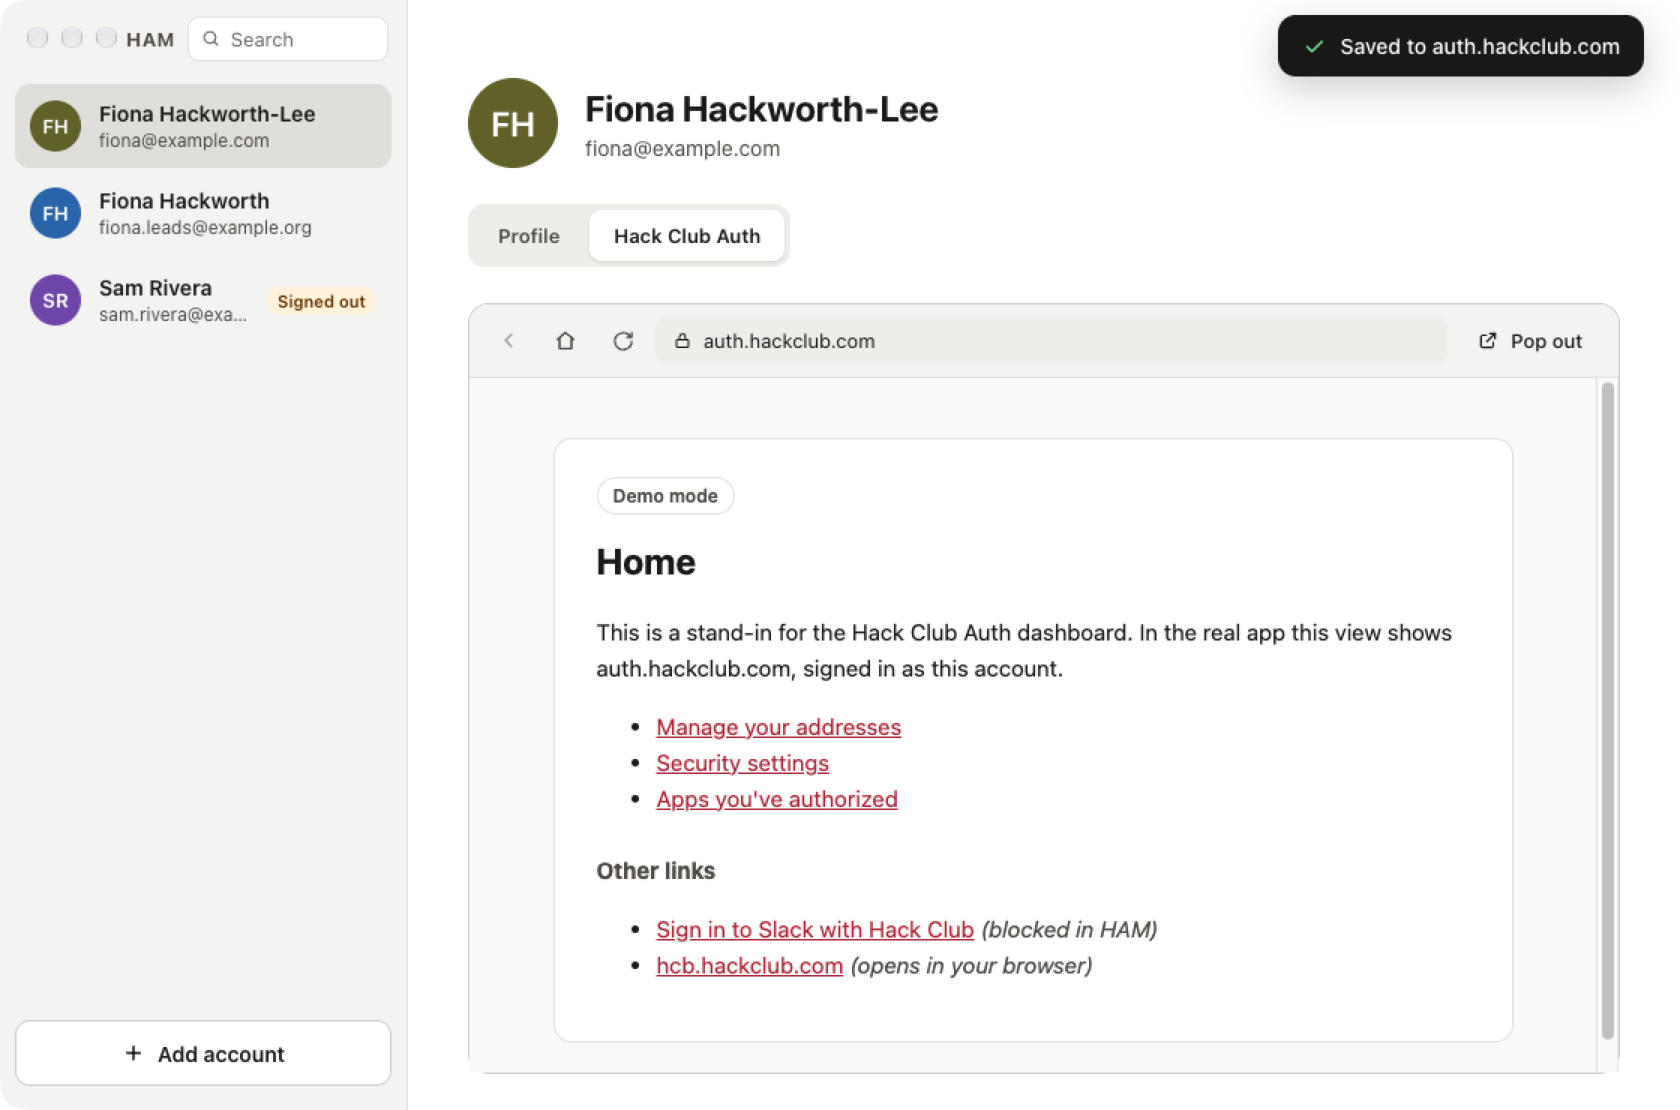 HAM
Search
FH
Fiona Hackworth-Lee
fiona@example.com
FH
Fiona Hackworth
fiona.leads@example.org
SR
Sam Rivera
sam.rivera@exa...
Signed out
+ Add account
Saved to auth.hackclub.com
FH
Fiona Hackworth-Lee
fiona@example.com
Profile
Hack Club Auth
auth.hackclub.com
Pop out
Demo mode
Home
This is a stand-in for the Hack Club Auth dashboard. In the real app this view shows
auth.hackclub.com, signed in as this account.
• Manage your addresses
• Security settings
• Apps you've authorized
Other links
• Sign in to Slack with Hack Club (blocked in HAM)
• hcb.hackclub.com (opens in your browser)